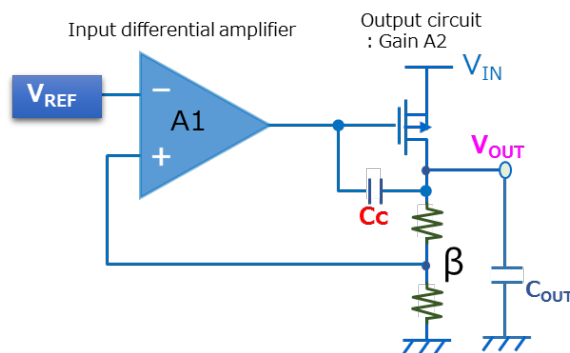 Input differential amplifier
Output circuit
: Gain A2
VIN
VREF
−
A1
+
VOUT
Cc
β
COUT